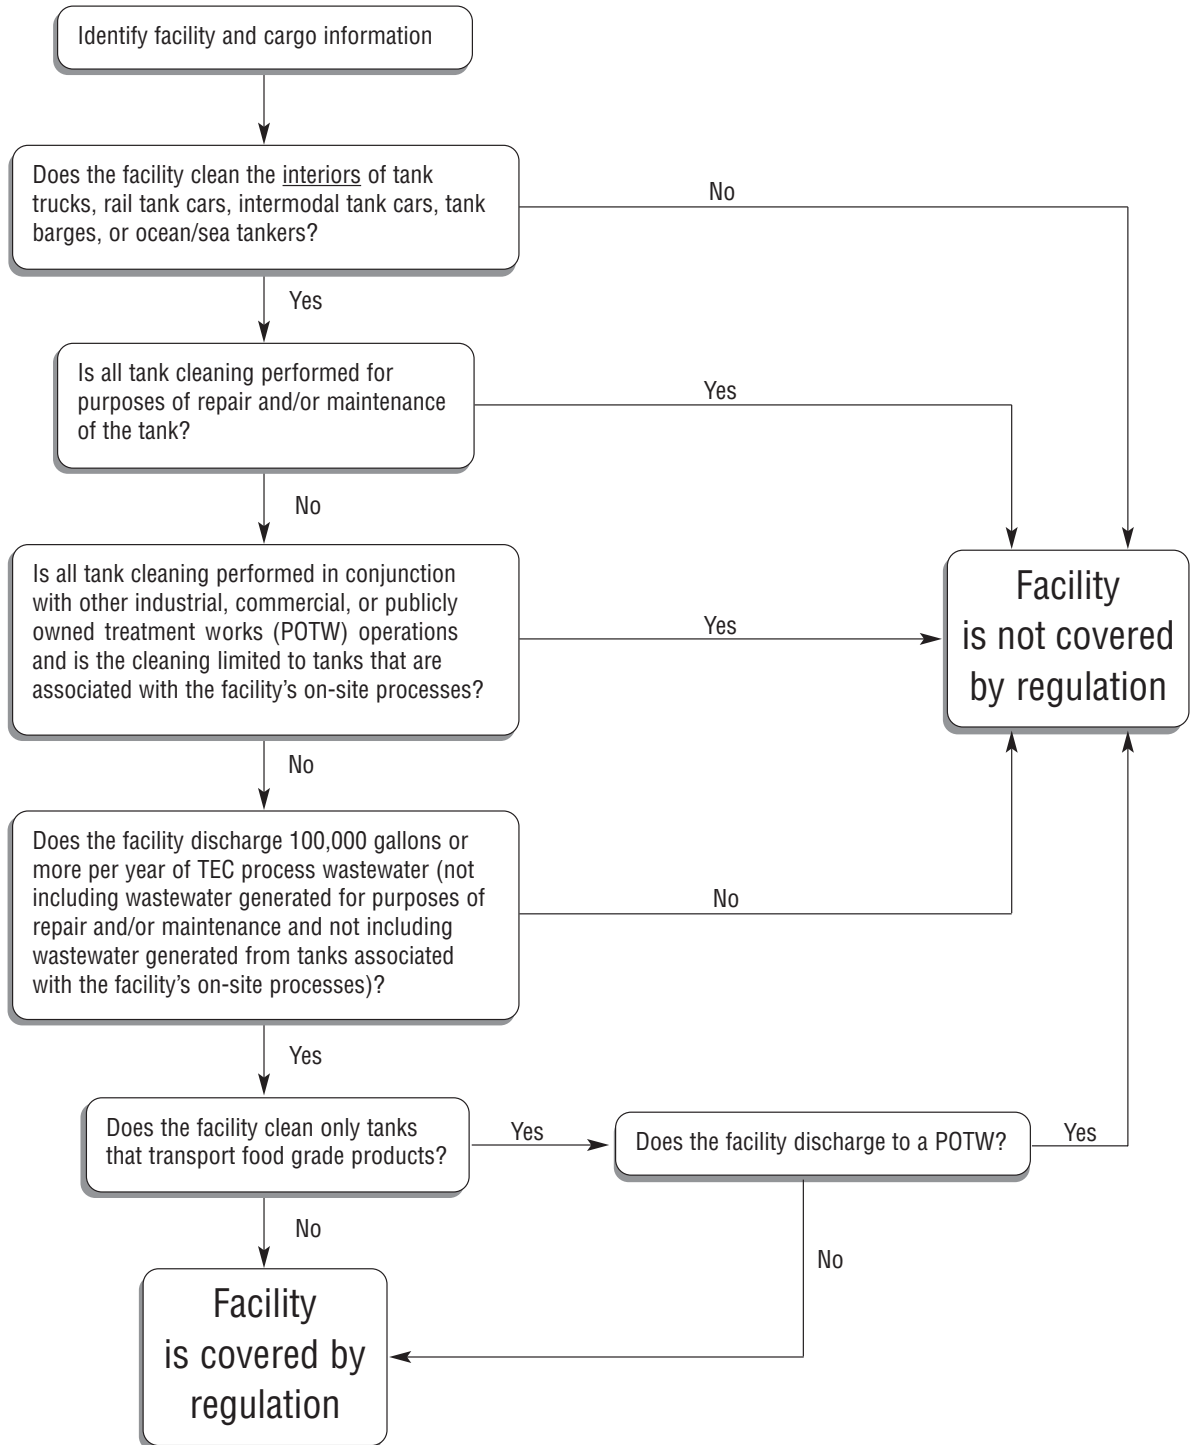 Identify facility and cargo information
Does the facility clean the interiors of tank
trucks, rail tank cars, intermodal tank cars, tank
barges, or ocean/sea tankers?
No
Yes
Is all tank cleaning performed for
purposes of repair and/or maintenance
of the tank?
Yes
No
Is all tank cleaning performed in conjunction
with other industrial, commercial, or publicly
owned treatment works (POTW) operations
and is the cleaning limited to tanks that are
associated with the facility's on-site processes?
Yes
Facility
is not covered
by regulation
No
Does the facility discharge 100,000 gallons or
more per year of TEC process wastewater (not
including wastewater generated for purposes of
repair and/or maintenance and not including
wastewater generated from tanks associated
with the facility's on-site processes)?
No
Yes
Does the facility clean only tanks
that transport food grade products?
Yes
Does the facility discharge to a POTW?
Yes
No
No
Facility
is covered by
regulation